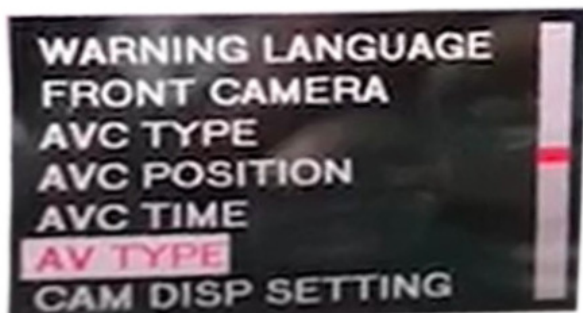 WARNING LANGUAGE
FRONT CAMERA
AVC TYPE
AVC POSITION
AVC TIME
AV TYPE
CAM DISP SETTING